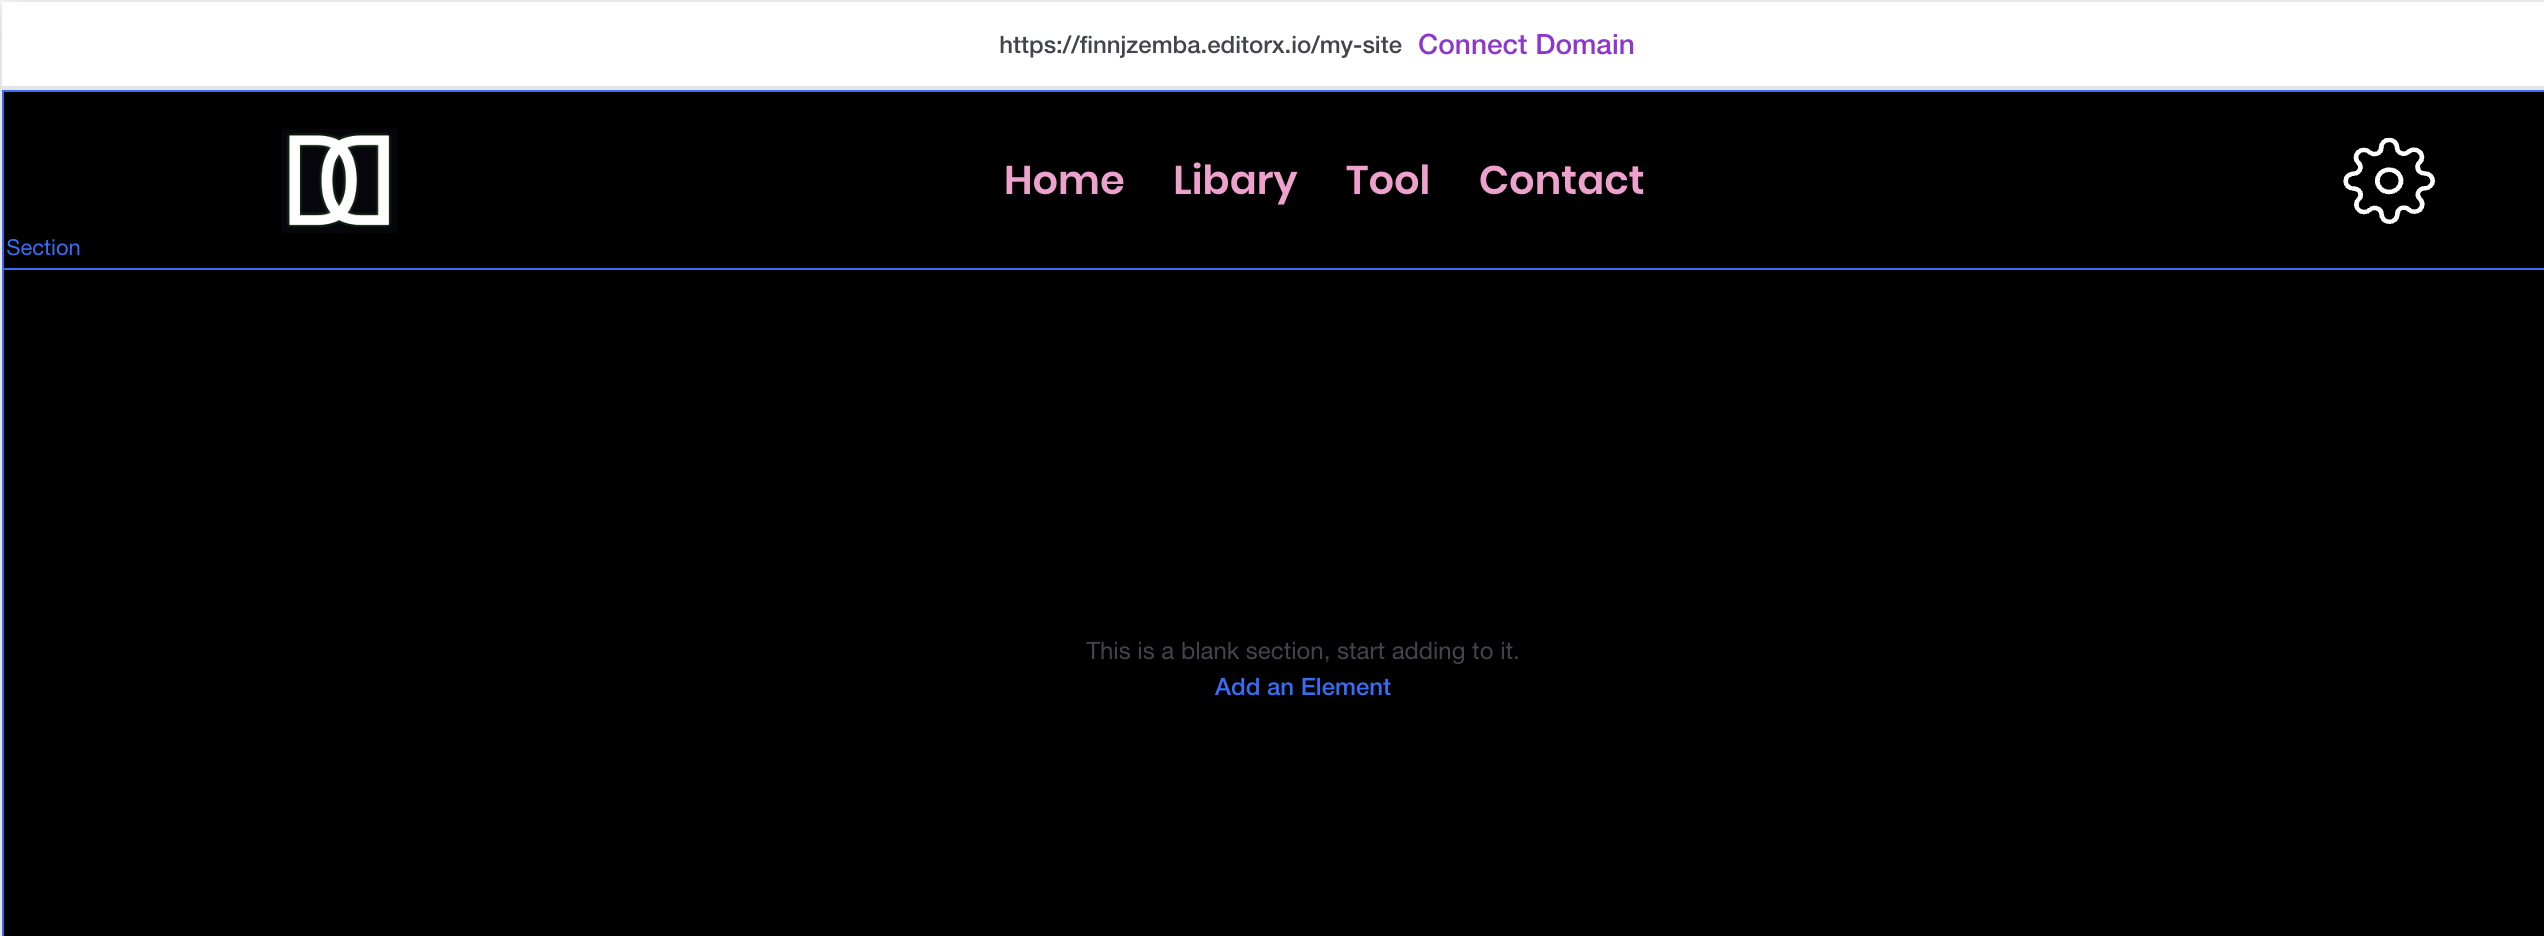 https://finnjzemba.editorx.io/my-site Connect Domain
Home Libary Tool Contact
Section
This is a blank section, start adding to it.
Add an Element